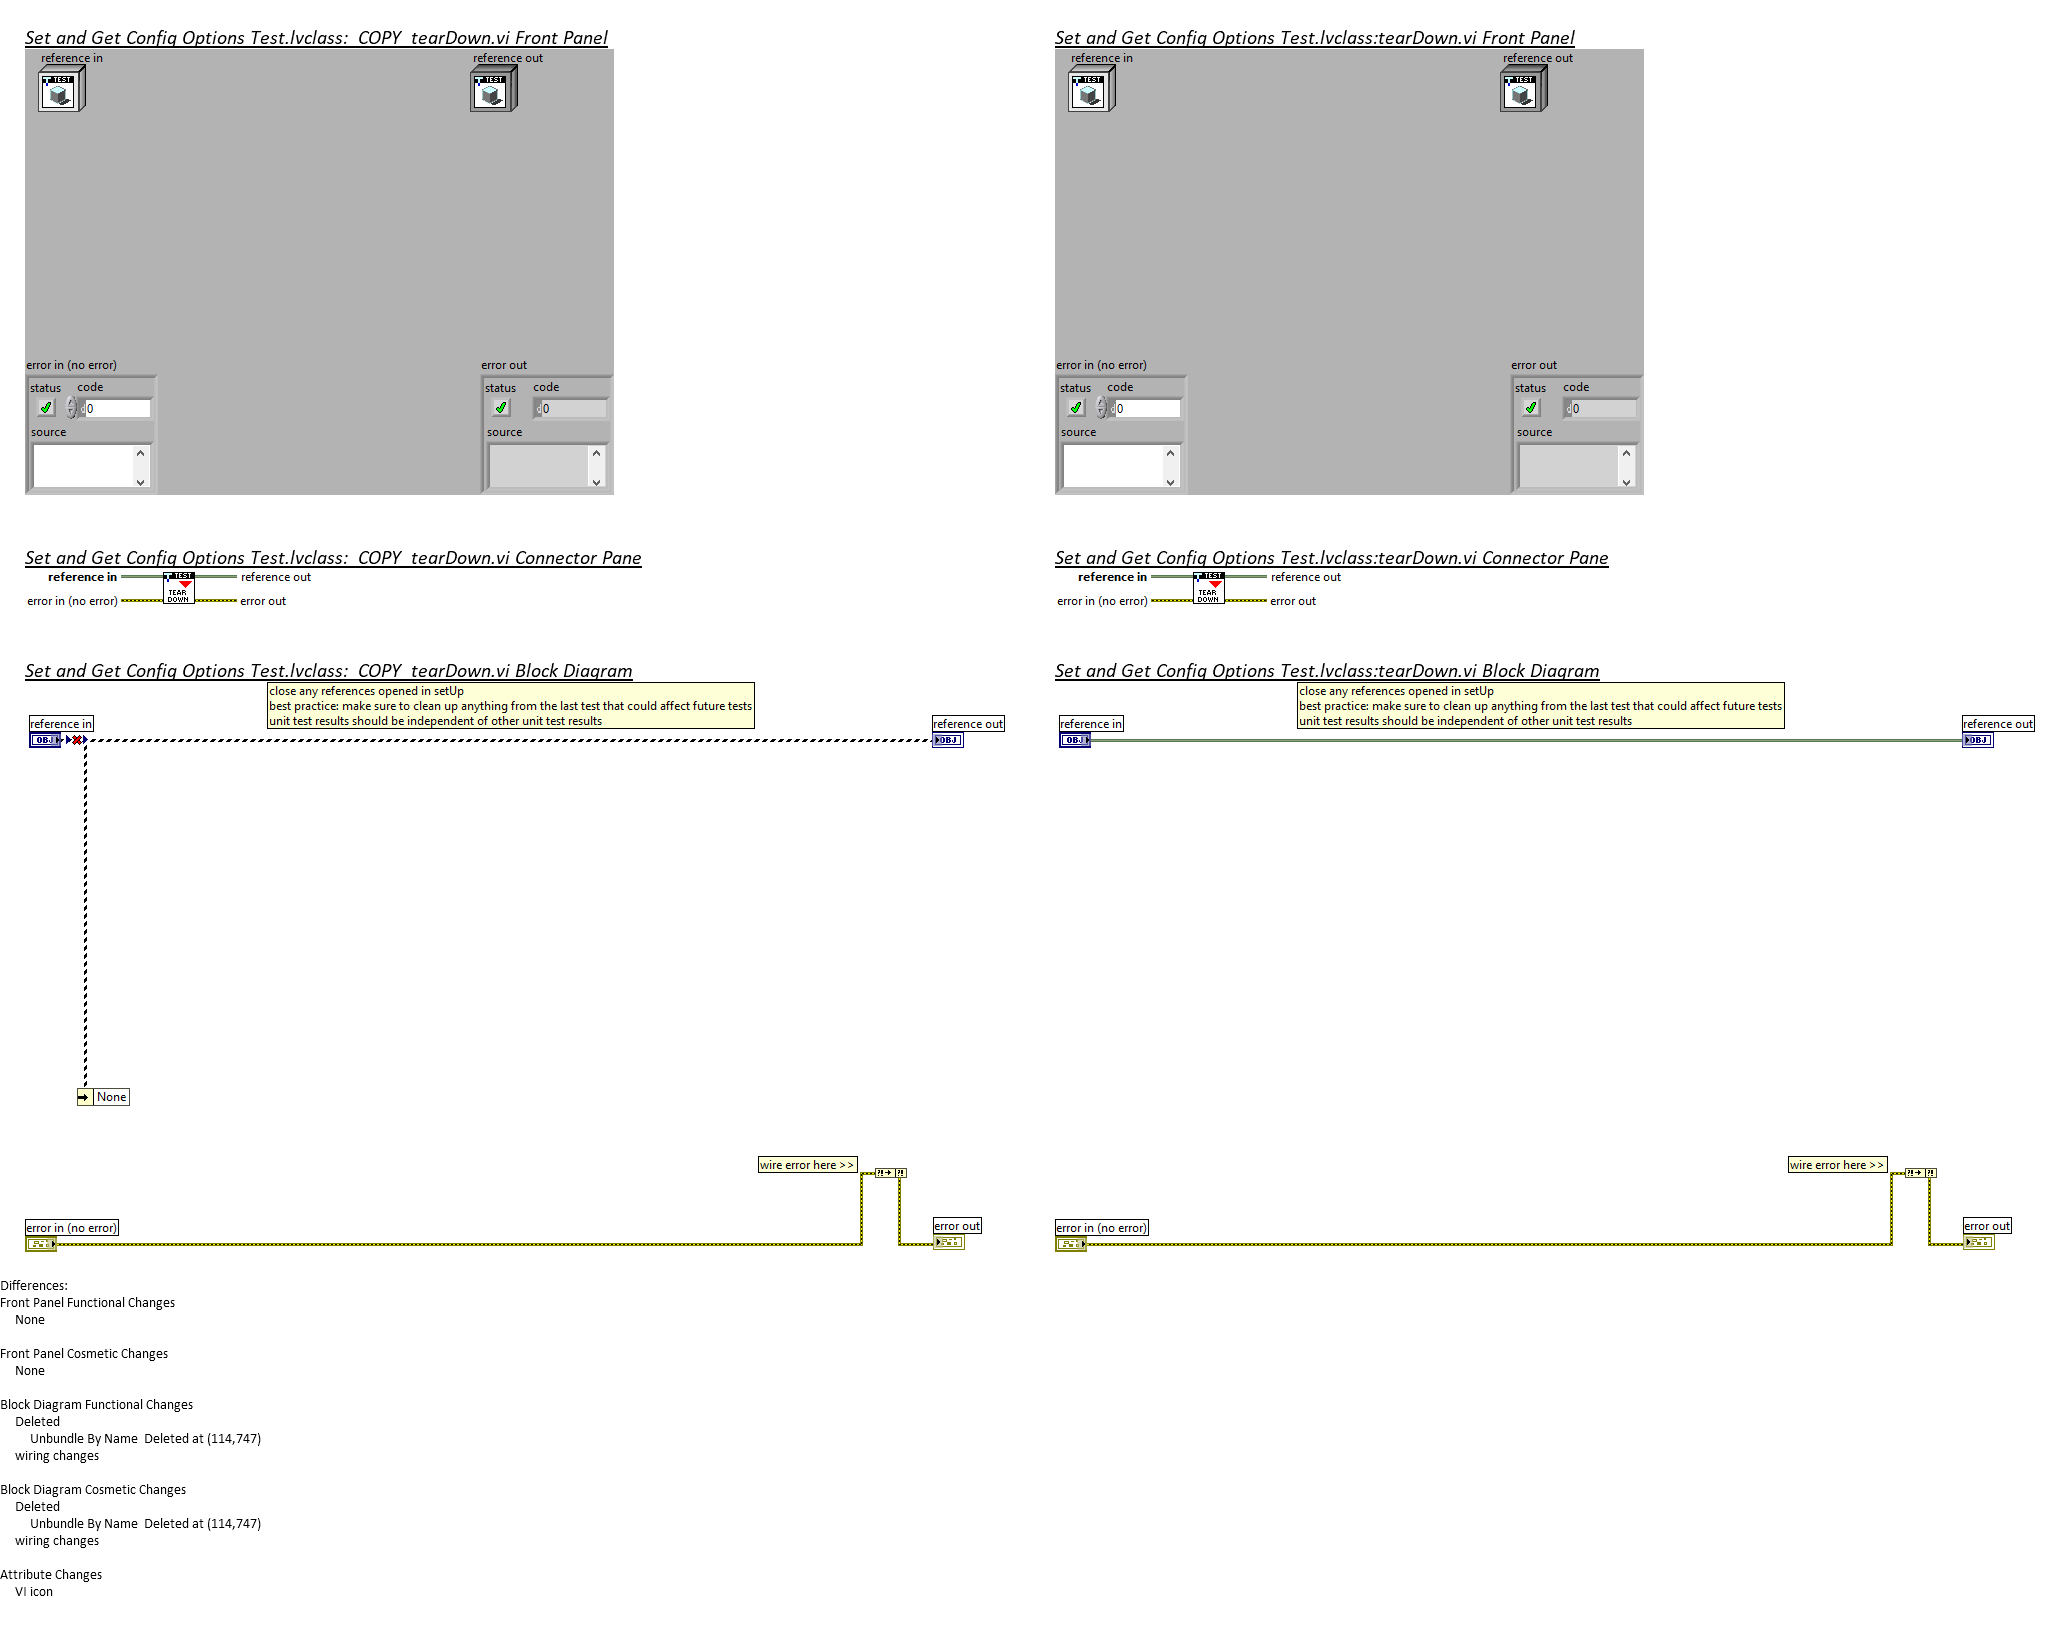 Set and Get Config Options Test.lvclass:_COPY_tearDown.vi Front Panel
reference in
reference out
TEST
TEST
error in (no error)
error out
status code
status code
d 0
d 0
source
source
Set and Get Config Options Test.lvclass:_COPY_tearDown.vi Connector Pane
reference in
TEST
reference out
TEAR
DOWN
error in (no error)
error out
Set and Get Config Options Test.lvclass:_COPY_tearDown.vi Block Diagram
close any references opened in setUp
best practice: make sure to clean up anything from the last test that could affect future tests
unit test results should be independent of other unit test results
reference in
reference out
OBJ
OBJ
None
wire error here >>
?! ?!
error in (no error)
error out
Set and Get Config Options Test.lvclass:tearDown.vi Front Panel
reference in
reference out
TEST
TEST
error in (no error)
error out
status code
status code
d 0
d 0
source
source
Set and Get Config Options Test.lvclass:tearDown.vi Connector Pane
reference in
TEST
reference out
TEAR
DOWN
error in (no error)
error out
Set and Get Config Options Test.lvclass:tearDown.vi Block Diagram
close any references opened in setUp
best practice: make sure to clean up anything from the last test that could affect future tests
unit test results should be independent of other unit test results
reference in
reference out
OBJ
OBJ
wire error here >>
?! ?!
error in (no error)
error out
Differences:
Front Panel Functional Changes
None
Front Panel Cosmetic Changes
None
Block Diagram Functional Changes
Deleted
Unbundle By Name  Deleted at (114,747)
wiring changes
Block Diagram Cosmetic Changes
Deleted
Unbundle By Name  Deleted at (114,747)
wiring changes
Attribute Changes
VI icon